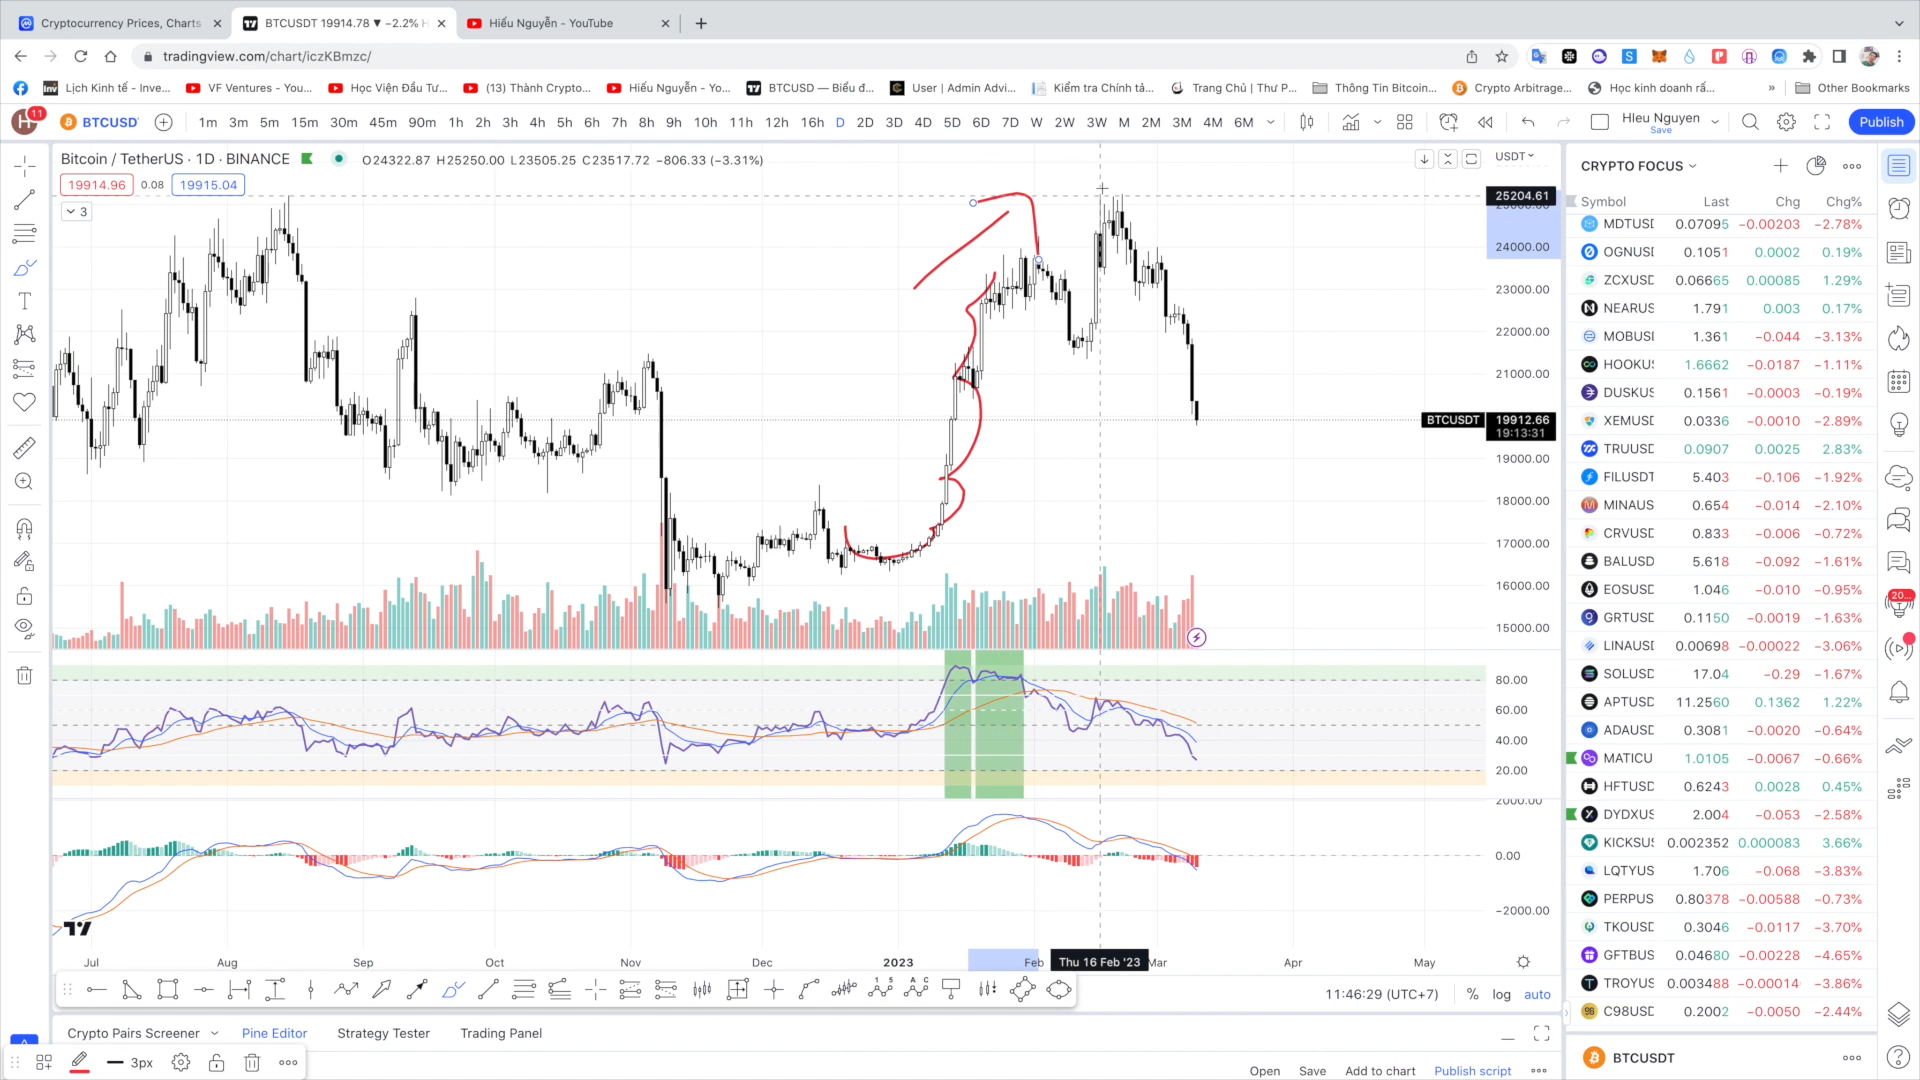 Cryptocurrency Prices, Charts
BTCUSDT 19914.78 ▼ −2.2% H
Hiếu Nguyễn - YouTube
tradingview.com/chart/iczKBmzc/
Lịch Kinh tế - Inve...
VF Ventures - You...
Học Viện Đầu Tư...
(13) Thành Crypto...
Hiếu Nguyễn - Yo...
BTCUSD — Biểu đ...
User | Admin Advi...
Kiểm tra Chính tả...
Trang Chủ | Thư P...
Thông Tin Bitcoin...
Crypto Arbitrage...
Học kinh doanh rấ...
»
Other Bookmarks
H 11
BTCUSD
1m 3m 5m 15m 30m 45m 90m 1h 2h 3h 4h 5h 6h 7h 8h 9h 10h 11h 12h 16h D 2D 3D 4D 5D 6D 7D W 2W 3W M 2M 3M 4M 6M
HIeu Nguyen
Save
Publish
Bitcoin / TetherUS · 1D · BINANCE
O24322.87 H25250.00 L23505.25 C23517.72 −806.33 (−3.31%)
19914.96 0.08 19915.04
3
USDT
25204.61
24000.00
23000.00
22000.00
21000.00
BTCUSDT 19912.66
19:13:31
19000.00
18000.00
17000.00
16000.00
15000.00
80.00
60.00
40.00
20.00
2000.00
0.00
−2000.00
Jul Aug Sep Oct Nov Dec 2023 Feb Thu 16 Feb '23 Mar Apr May
11:46:29 (UTC+7) % log auto
Crypto Pairs Screener Pine Editor Strategy Tester Trading Panel
3px
Open Save Add to chart Publish script
CRYPTO FOCUS
Symbol Last Chg Chg%
MDTUSD 0.07095 −0.00203 −2.78%
OGNUSD 0.1051 0.0002 0.19%
ZCXUSD 0.06665 0.00085 1.29%
NEARUS 1.791 0.003 0.17%
MOBUSD 1.361 −0.044 −3.13%
HOOKUS 1.6662 −0.0187 −1.11%
DUSKUS 0.1561 −0.0003 −0.19%
XEMUSD 0.0336 −0.0010 −2.89%
TRUUSD 0.0907 0.0025 2.83%
FILUSDT 5.403 −0.106 −1.92%
MINAUS 0.654 −0.014 −2.10%
CRVUSD 0.833 −0.006 −0.72%
BALUSD 5.618 −0.092 −1.61%
EOSUSD 1.046 −0.010 −0.95%
GRTUSD 0.1150 −0.0019 −1.63%
LINAUSD 0.00698 −0.00022 −3.06%
SOLUSD 17.04 −0.29 −1.67%
APTUSD 11.2560 0.1362 1.22%
ADAUSD 0.3081 −0.0020 −0.64%
MATICU 1.0105 −0.0067 −0.66%
HFTUSD 0.6243 0.0028 0.45%
DYDXUS 2.004 −0.053 −2.58%
KICKSUS 0.002352 0.000083 3.66%
LQTYUS 1.706 −0.068 −3.83%
PERPUS 0.80378 −0.00588 −0.73%
TKOUSD 0.3046 −0.0117 −3.70%
GFTBUS 0.04680 −0.00228 −4.65%
TROYUS 0.003488 −0.00014 −3.86%
C98USD 0.2002 −0.0050 −2.44%
BTCUSDT